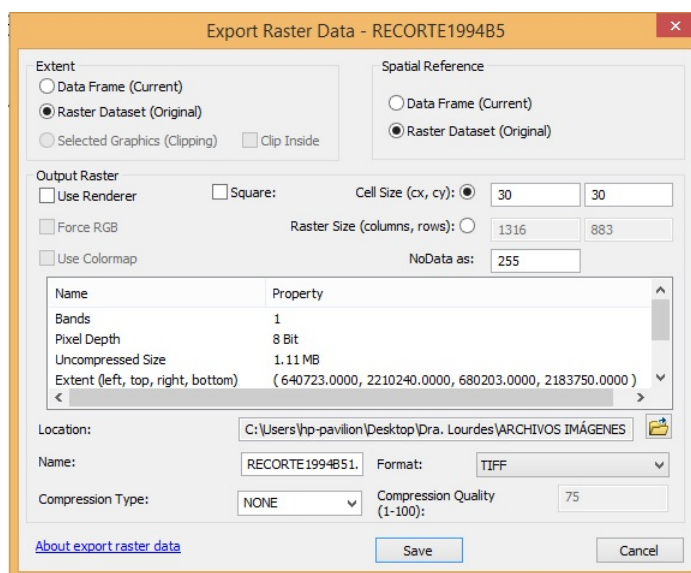 Export Raster Data - RECORTE1994B5
Extent
Data Frame (Current)
Raster Dataset (Original)
Selected Graphics (Clipping) Clip Inside
Spatial Reference
Data Frame (Current)
Raster Dataset (Original)
Output Raster
Use Renderer Square: Cell Size (cx, cy): 30 30
Force RGB Raster Size (columns, rows): 1316 883
Use Colormap NoData as: 255
Name Property
Bands 1
Pixel Depth 8 Bit
Uncompressed Size 1.11 MB
Extent (left, top, right, bottom) ( 640723.0000, 2210240.0000, 680203.0000, 2183750.0000 )
Location: C:\Users\hp-pavilion\Desktop\Dra. Lourdes\ARCHIVOS IMÁGENES
Name: RECORTE1994B51. Format: TIFF
Compression Type: NONE Compression Quality (1-100): 75
About export raster data Save Cancel